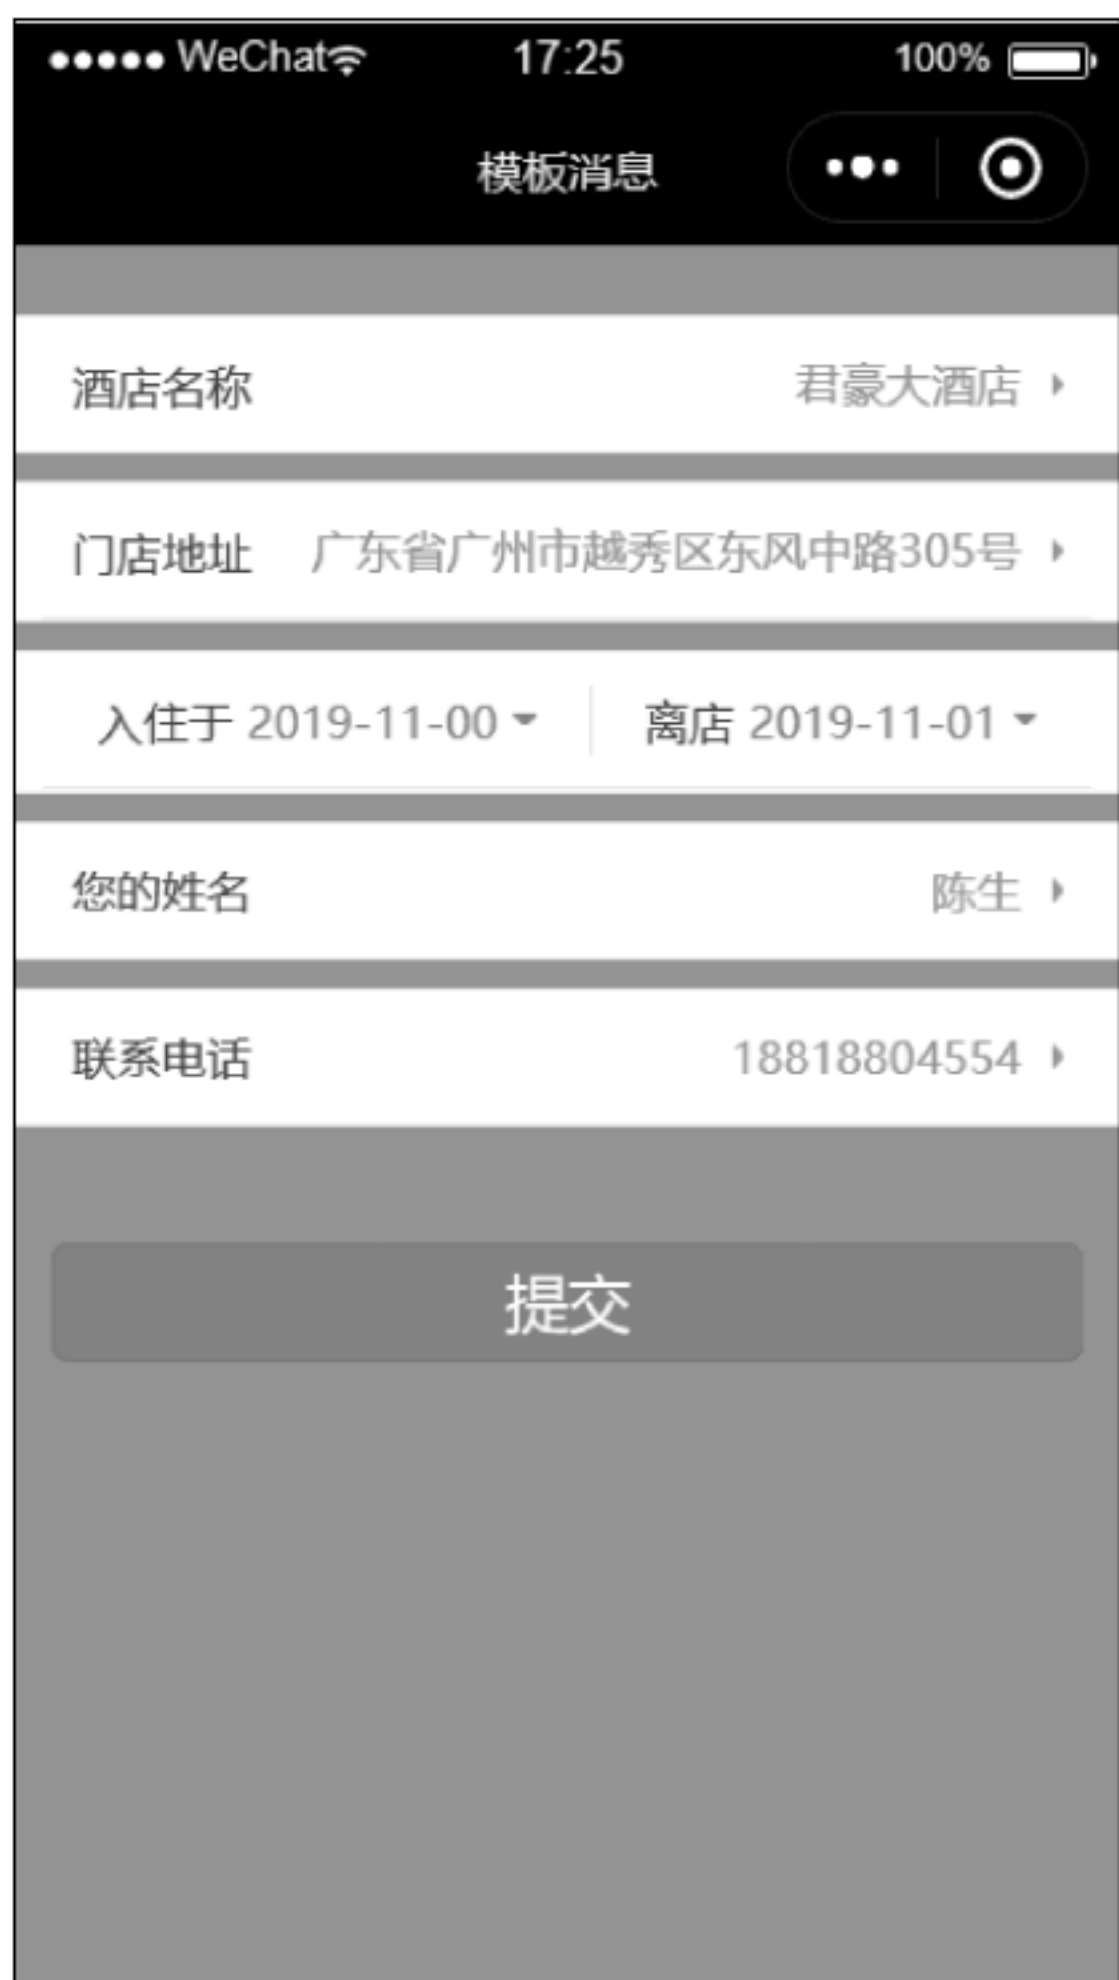 WeChat 17:25 100%
模板消息
酒店名称 君豪大酒店
门店地址 广东省广州市越秀区东风中路305号
入住于 2019-11-00 离店 2019-11-01
您的姓名 陈生
联系电话 18818804554
提交